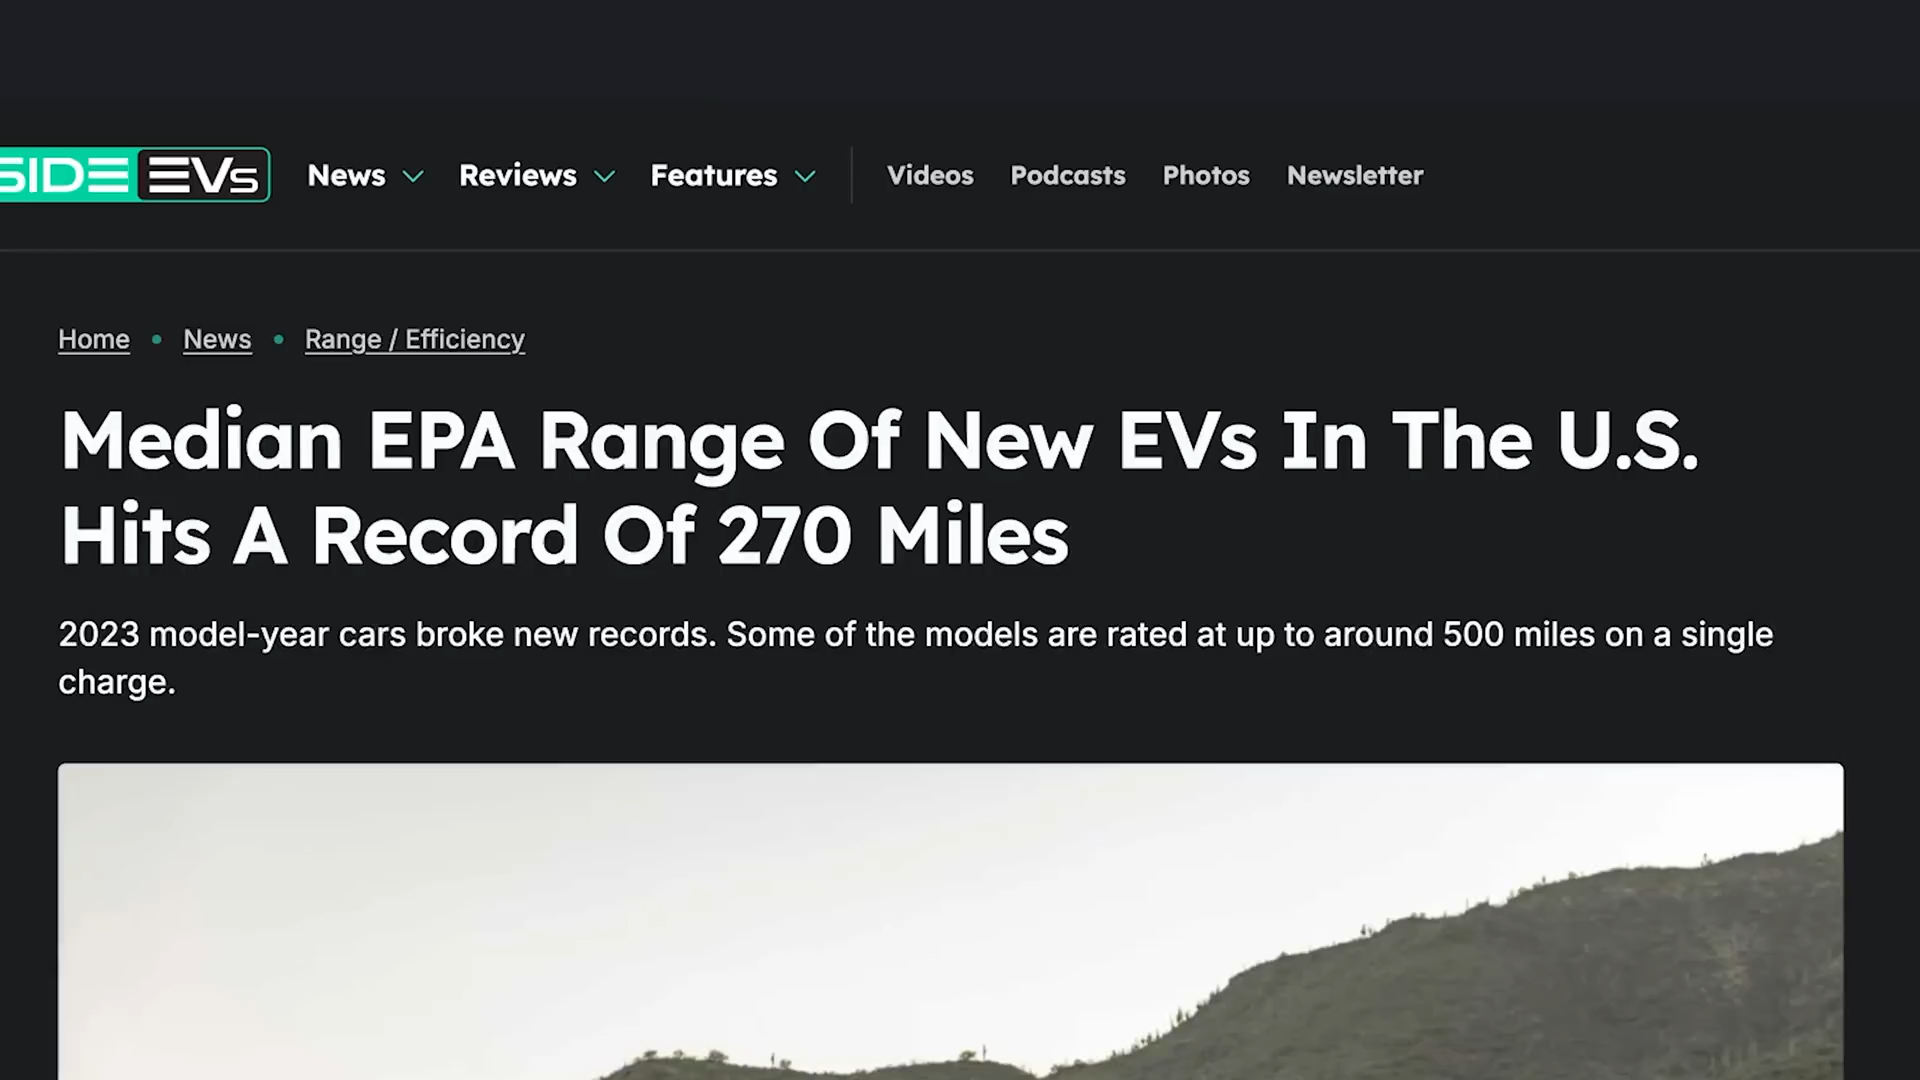 SIDE EVs
News
Reviews
Features
Videos
Podcasts
Photos
Newsletter
Home • News • Range / Efficiency
Median EPA Range Of New EVs In The U.S.
Hits A Record Of 270 Miles
2023 model-year cars broke new records. Some of the models are rated at up to around 500 miles on a single
charge.